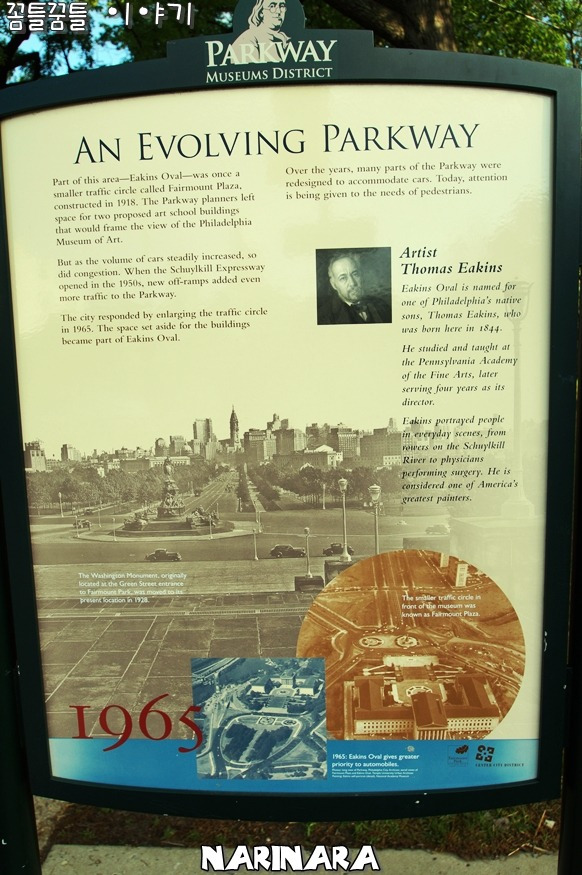 꼼틀꿈틀 이야기
PARKWAY
MUSEUMS DISTRICT
AN EVOLVING PARKWAY
Part of this area—Eakins Oval—was once a
smaller traffic circle called Fairmount Plaza,
constructed in 1918. The Parkway planners left
space for two proposed art school buildings
that would frame the view of the Philadelphia
Museum of Art.
But as the volume of cars steadily increased, so
did congestion. When the Schuylkill Expressway
opened in the 1950s, new off-ramps added even
more traffic to the Parkway.
The city responded by enlarging the traffic circle
in 1965. The space set aside for the buildings
became part of Eakins Oval.
Over the years, many parts of the Parkway were
redesigned to accommodate cars. Today, attention
is being given to the needs of pedestrians.
Artist
Thomas Eakins
Eakins Oval is named for
one of Philadelphia's native
sons, Thomas Eakins, who
was born here in 1844.
He studied and taught at
the Pennsylvania Academy
of the Fine Arts, later
serving four years as its
director.
Eakins portrayed people
in everyday scenes, from
rowers on the Schuylkill
River to physicians
performing surgery. He is
considered one of America's
greatest painters.
The Washington Monument, originally
located at the Green Street entrance
to Fairmount Park, was moved to its
present location in 1928.
The smaller traffic circle in
front of the museum was
known as Fairmount Plaza.
1965
1965: Eakins Oval gives greater
priority to automobiles.
CENTER CITY DISTRICT
NARINARA